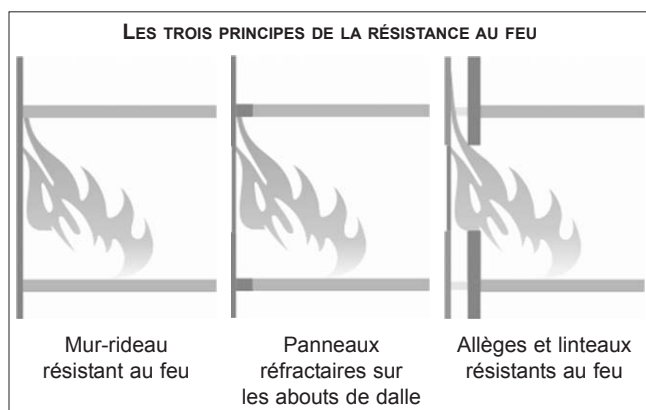 LES TROIS PRINCIPES DE LA RÉSISTANCE AU FEU
Mur-rideau
résistant au feu
Panneaux
réfractaires sur
les abouts de dalle
Allèges et linteaux
résistants au feu